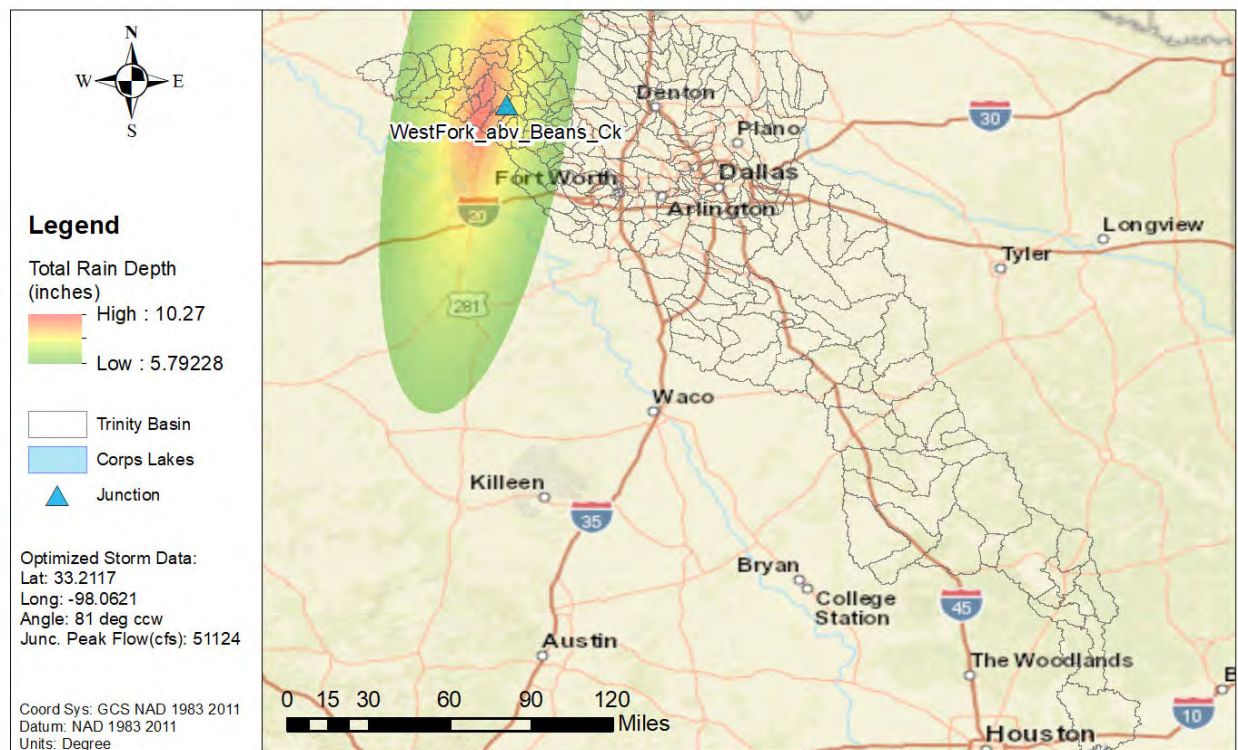 N
W
E
S
Legend
Total Rain Depth
(inches)
High : 10.27
Low : 5.79228
Trinity Basin
Corps Lakes
Junction
Optimized Storm Data:
Lat: 33.2117
Long: -98.0621
Angle: 81 deg ccw
Junc. Peak Flow(cfs): 51124
Coord Sys: GCS NAD 1983 2011
Datum: NAD 1983 2011
Units: Degree
Denton
30
WestFork_abv_Beans_Ck
Plano
Fort Worth
Dallas
20
Arlington
Longview
Tyler
281
Waco
Killeen
35
Bryan
College
Station
45
Austin
The Woodlands
B
10
Houston
0 15 30 60 90 120
Miles